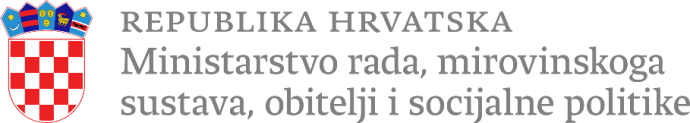 REPUBLIKA HRVATSKA
Ministarstvo rada, mirovinskoga
sustava, obitelji i socijalne politike